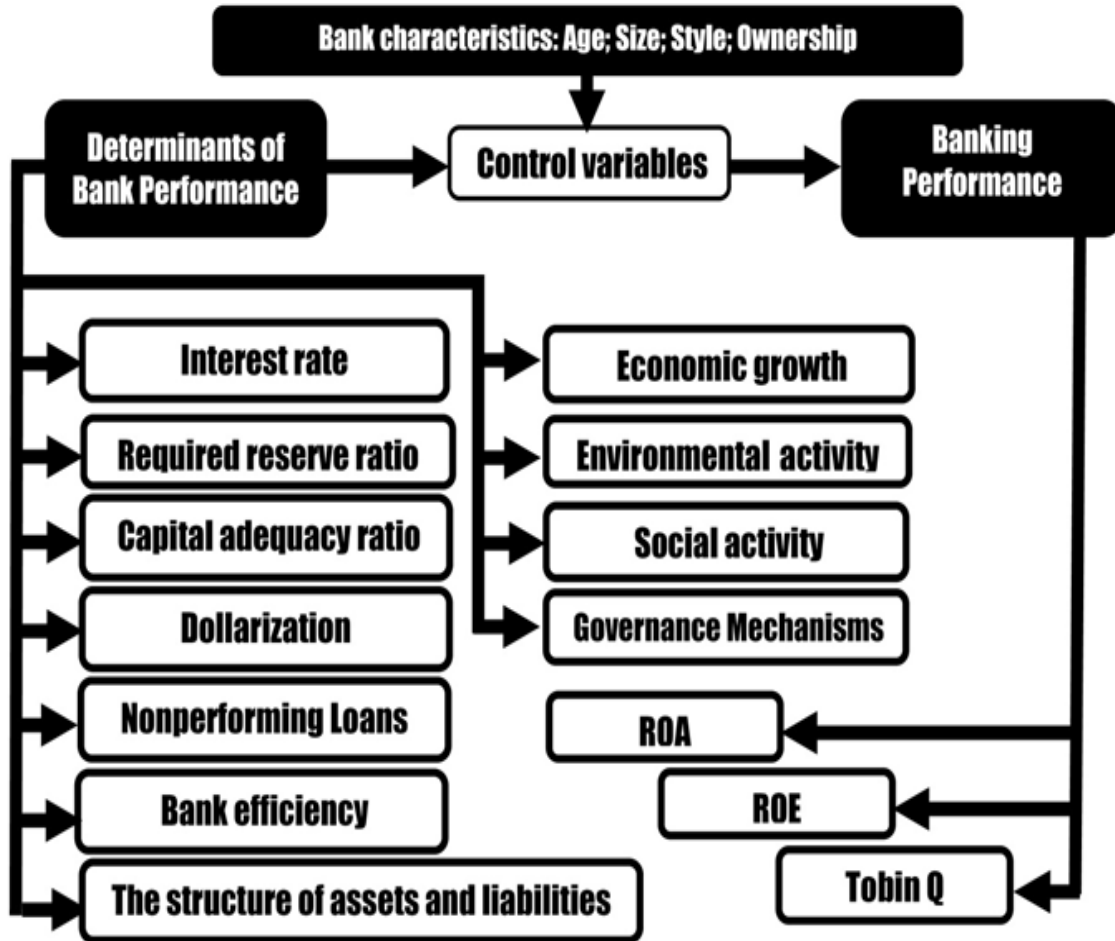 Bank characteristics: Age; Size; Style; Ownership
Determinants of
Bank Performance
Control variables
Banking
Performance
Interest rate
Required reserve ratio
Capital adequacy ratio
Dollarization
Nonperforming Loans
Bank efficiency
The structure of assets and liabilities
Economic growth
Environmental activity
Social activity
Governance Mechanisms
ROA
ROE
Tobin Q